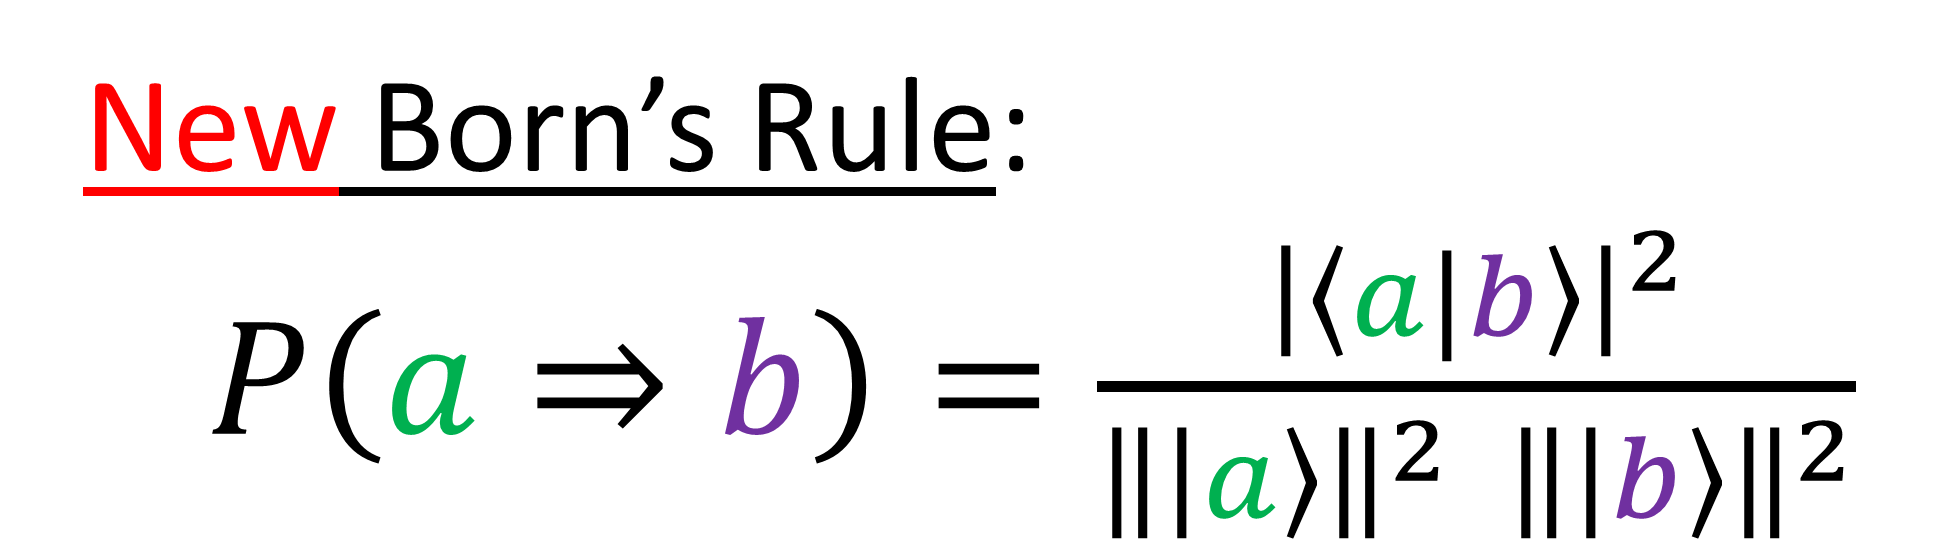 New Born’s Rule:
P(a ⇒ b) = |⟨a|b⟩|² / ‖|a⟩‖² ‖|b⟩‖²